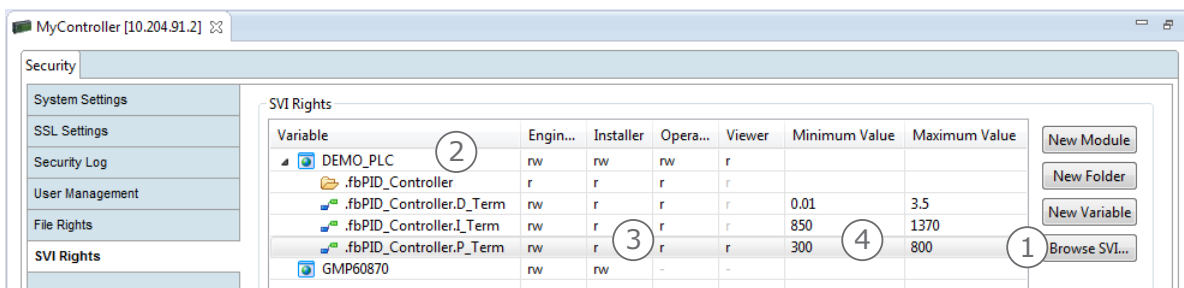 MyController [10.204.91.2]
Security
System Settings
SSL Settings
Security Log
User Management
File Rights
SVI Rights
SVI Rights
Variable Engin... Installer Opera... Viewer Minimum Value Maximum Value
DEMO_PLC rw rw rw r
.fbPID_Controller r r r r
.fbPID_Controller.D_Term rw r r r 0.01 3.5
.fbPID_Controller.I_Term rw r r r 850 1370
.fbPID_Controller.P_Term rw r r r 300 800
GMP60870 rw rw - -
New Module
New Folder
New Variable
Browse SVI...
2
3
4
1